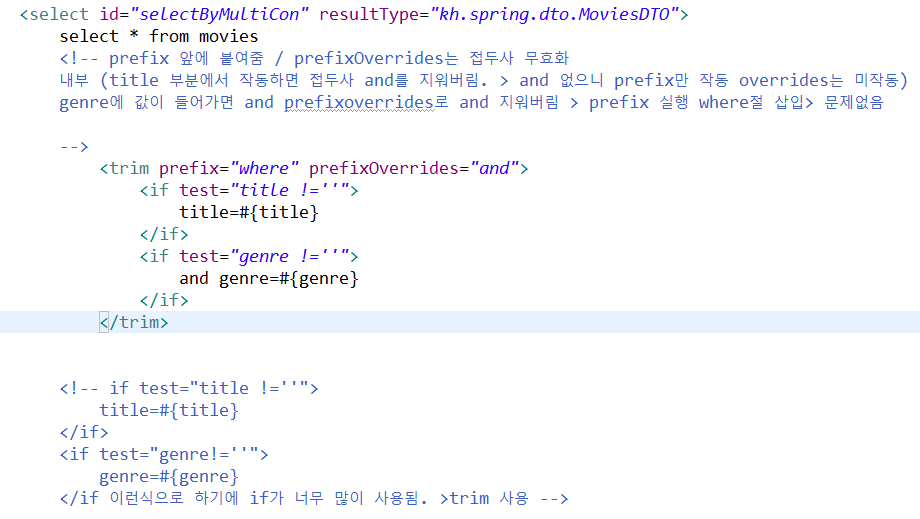 <select id="selectByMultiCon" resultType="kh.spring.dto.MoviesDTO">
select * from movies
<!-- prefix 앞에 붙여줌 / prefixOverrides는 접두사 무효화
내부 (title 부분에서 작동하면 접두사 and를 지워버림. > and 없으니 prefix만 작동 overrides는 미작동)
genre에 값이 들어가면 and prefixoverrides로 and 지워버림 > prefix 실행 where절 삽입> 문제없음
-->
<trim prefix="where" prefixOverrides="and">
<if test="title !=''">
title=#{title}
</if>
<if test="genre !=''">
and genre=#{genre}
</if>
</trim>
<!-- if test="title !=''">
title=#{title}
</if>
<if test="genre!=''">
genre=#{genre}
</if 이런식으로 하기에 if가 너무 많이 사용됨. >trim 사용 -->